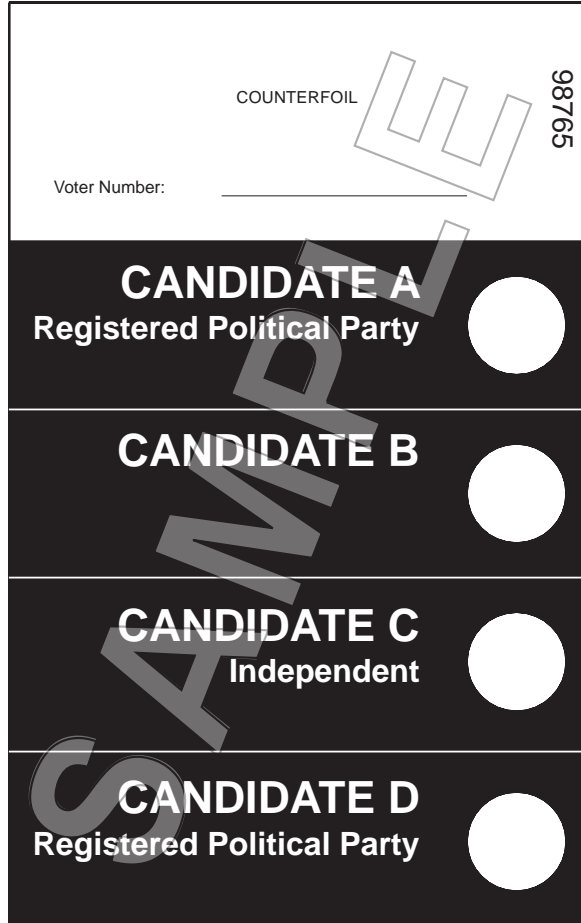 COUNTERFOIL
98765
Voter Number:
CANDIDATE A
Registered Political Party
CANDIDATE B
CANDIDATE C
Independent
CANDIDATE D
Registered Political Party
SAMPLE